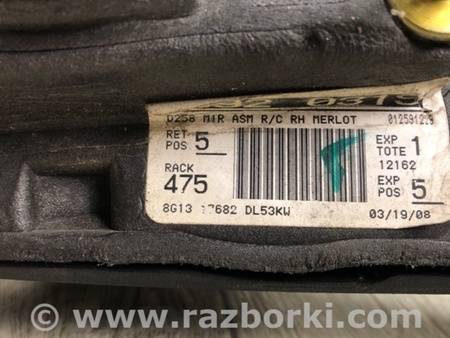 D258 MIR ASM R/C RH MERLOT
RET POS 5
EXP TOTE 1
12162
RACK 475
EXP POS 5
8G13 17682 DL53KW
03/19/08
© www.razborki.com